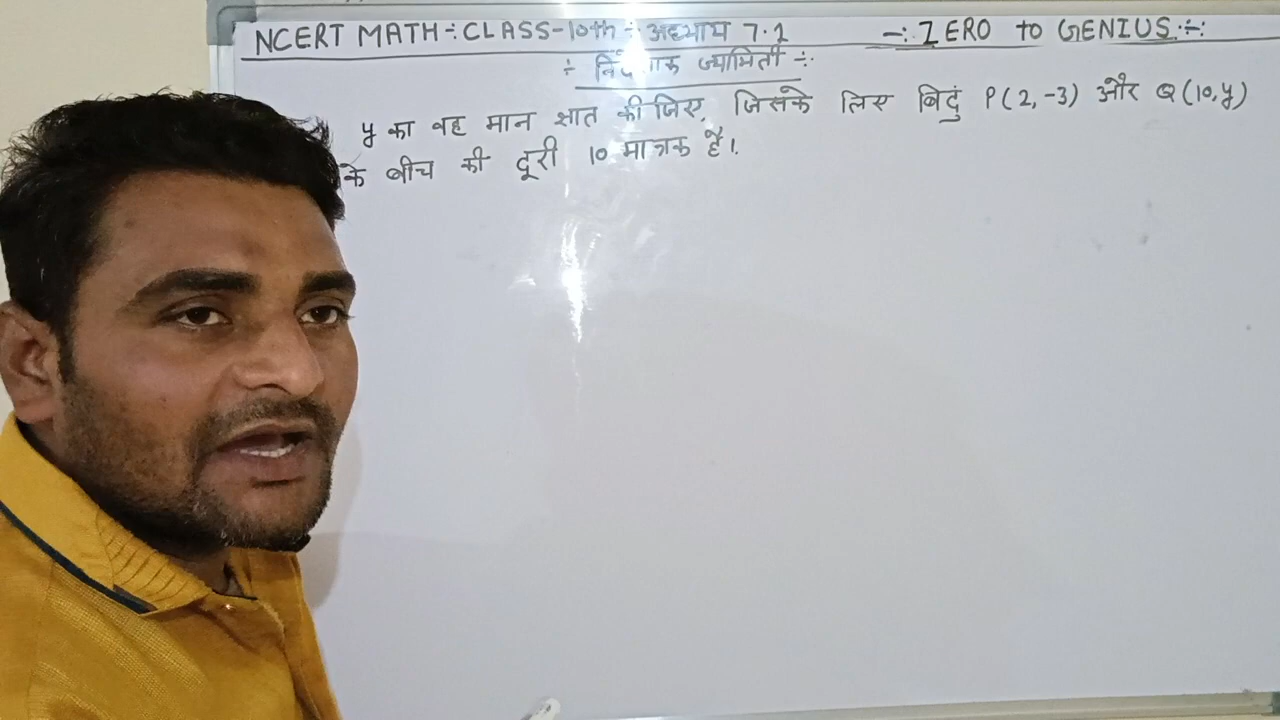 NCERT MATH÷CLASS-10th÷ अध्याय 7.1 -:. ZERO to GENIUS.÷:
÷ ज्यामिती ÷.
y का वह मान ज्ञात कीजिए, जिसके लिए बिदुं P(2,-3) और Q(10,y)
के बीच की दूरी 10 मात्रक है।.